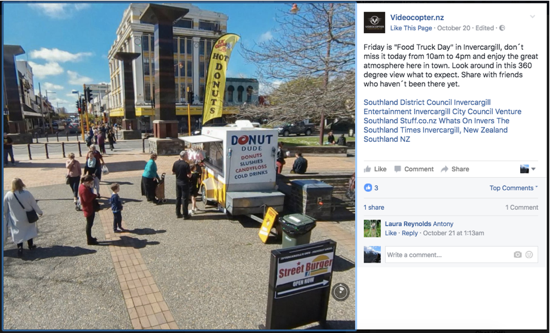 HOT DONUTS
DONUT
DUDE
DONUTS
SLUSHIES
CANDYFLOSS
COLD DRINKS
Street Burger
OPEN NOW
Videocopter.nz
Like This Page · October 20 · Edited ·
Friday is "Food Truck Day" in Invercargill, don´t
miss it today from 10am to 4pm and enjoy the great
atmosphere here in town. Look around in this 360
degree view what to expect. Share with friends
who haven´t been there yet.
Southland District Council Invercargill
Entertainment Invercargill City Council Venture
Southland Stuff.co.nz Whats On Invers The
Southland Times Invercargill, New Zealand
Southland NZ
Like Comment Share
3 Top Comments
1 share 1 Comment
Laura Reynolds Antony
Like · Reply · October 21 at 1:13am
Write a comment...